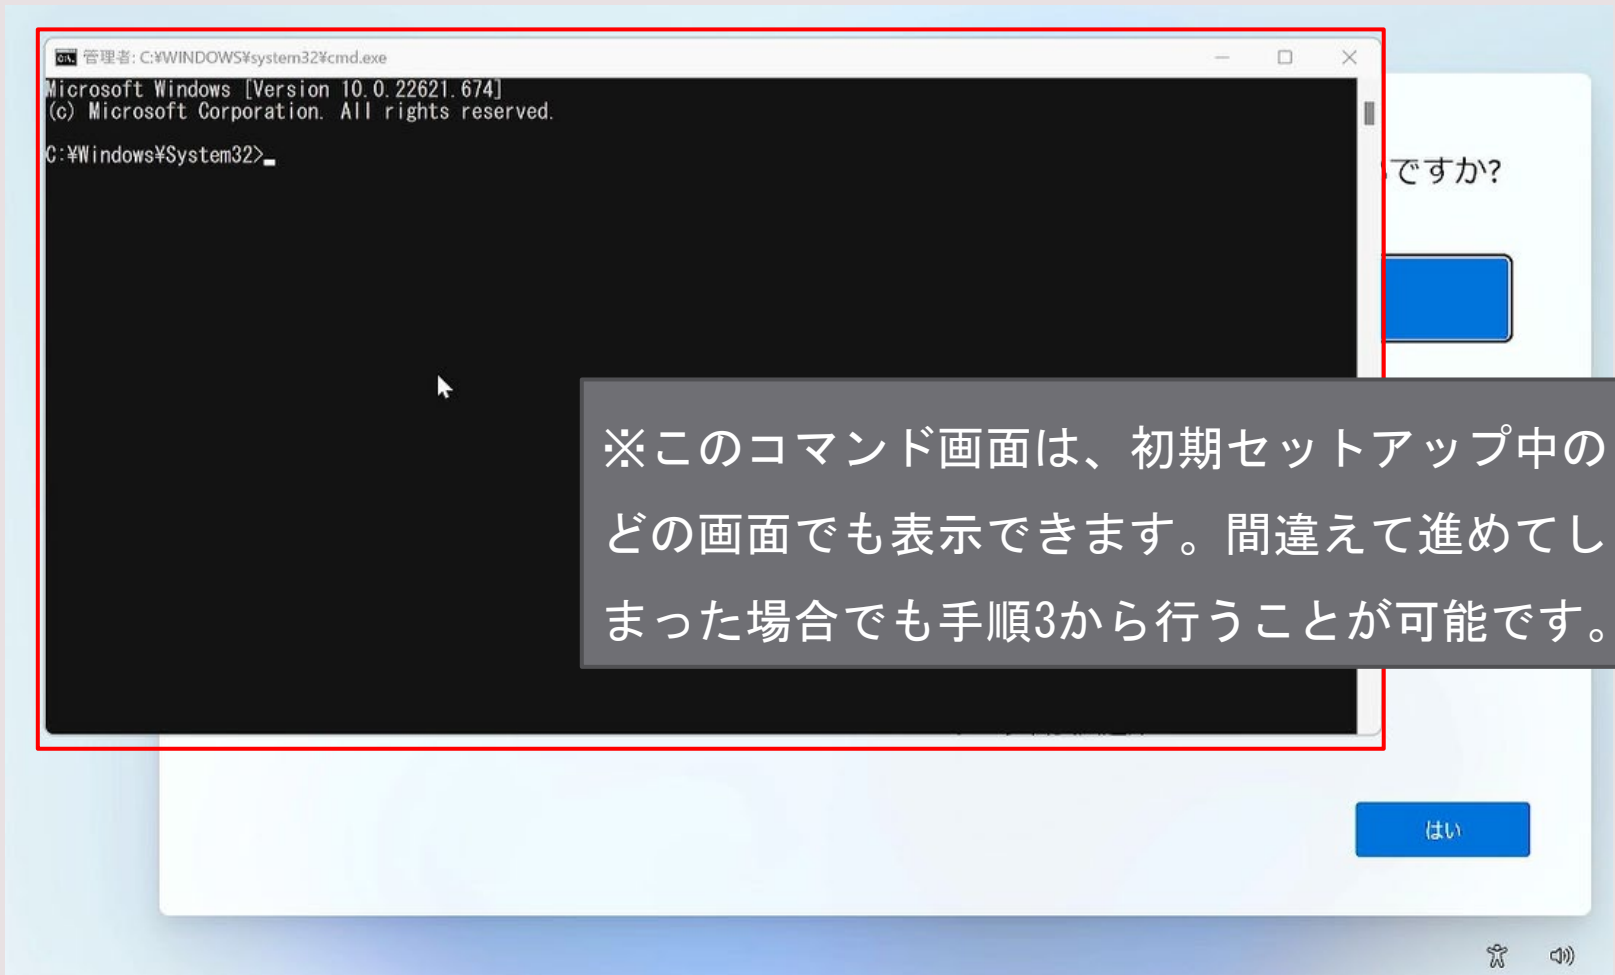 管理者: C:¥WINDOWS¥system32¥cmd.exe
Microsoft Windows [Version 10.0.22621.674]
(c) Microsoft Corporation. All rights reserved.
C:¥Windows¥System32>
ですか?
※このコマンド画面は、初期セットアップ中の
どの画面でも表示できます。間違えて進めてし
まった場合でも手順3から行うことが可能です。
はい